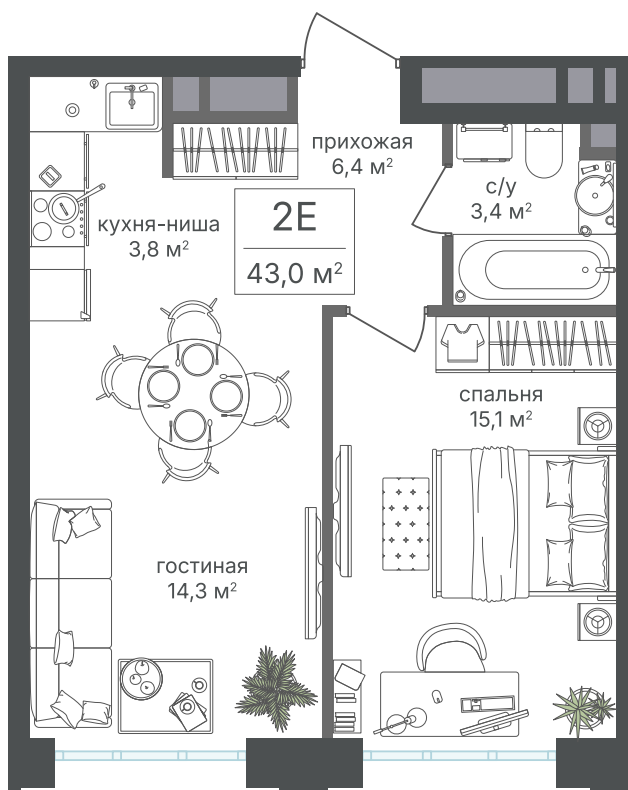 прихожая
6,4 м²
с/у
3,4 м²
2Е
43,0 м²
кухня-ниша
3,8 м²
спальня
15,1 м²
гостиная
14,3 м²